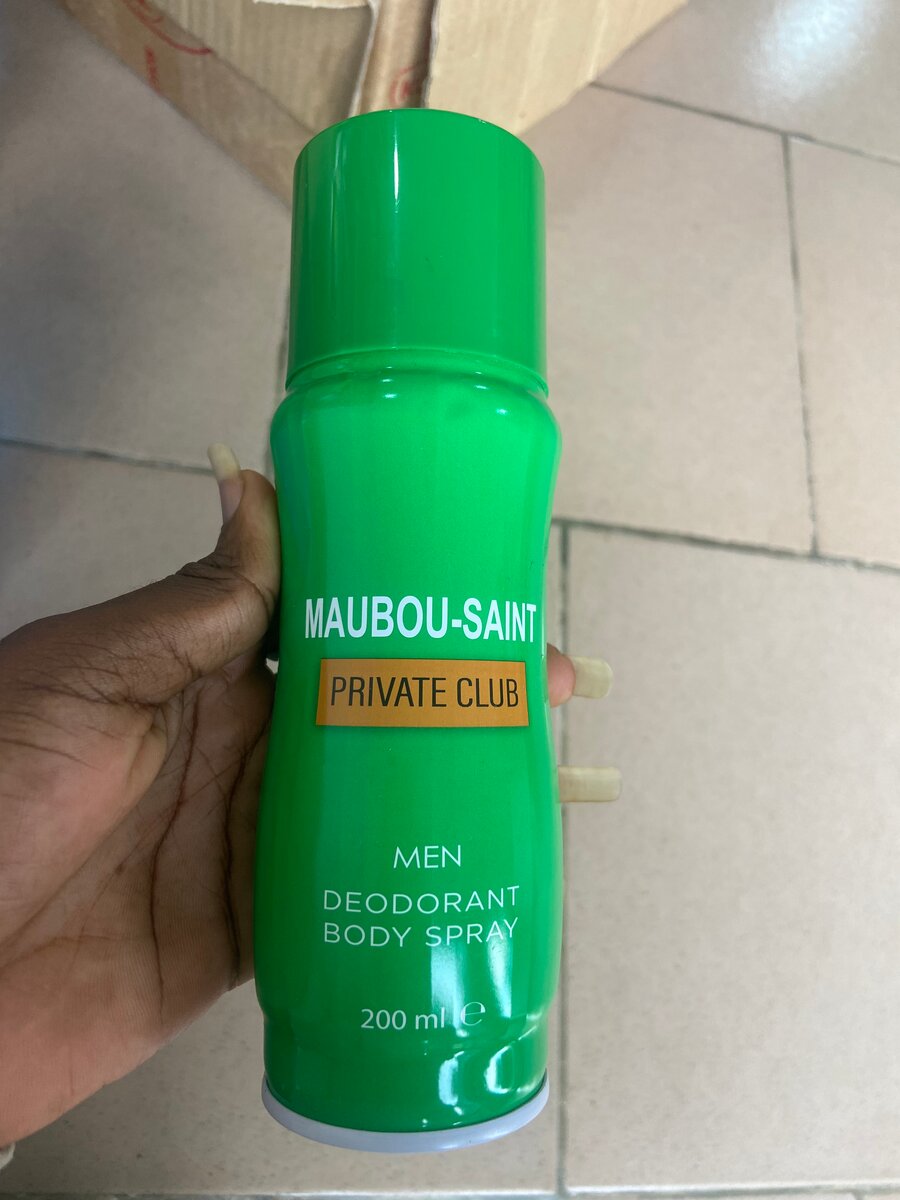 MAUBOU-SAINT
PRIVATE CLUB
MEN
DEODORANT
BODY SPRAY
200 ml ℮